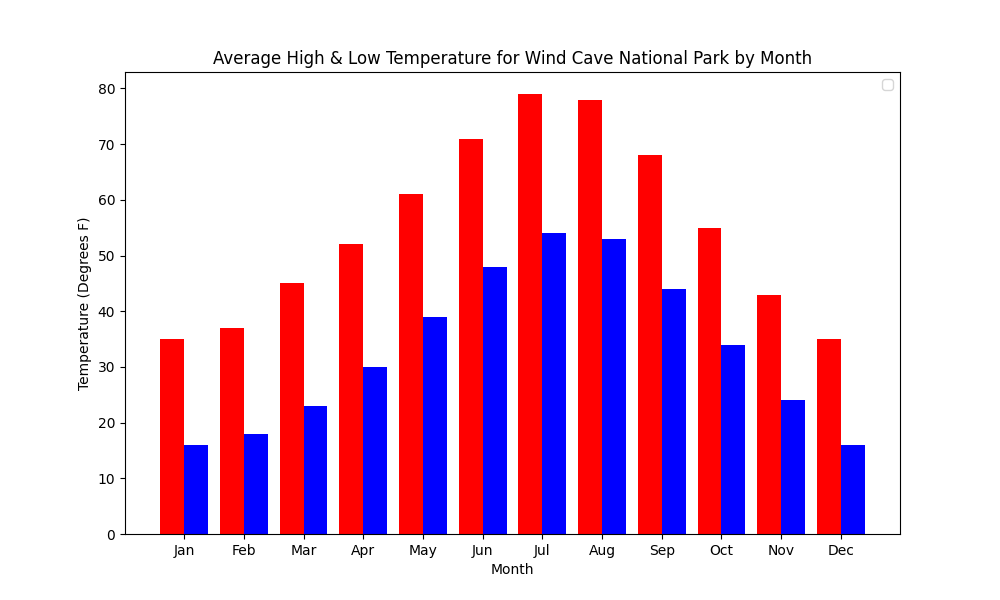 Average High & Low Temperature for Wind Cave National Park by Month
Temperature (Degrees F)
80
70
60
50
40
30
20
10
0
Jan Feb Mar Apr May Jun Jul Aug Sep Oct Nov Dec
Month